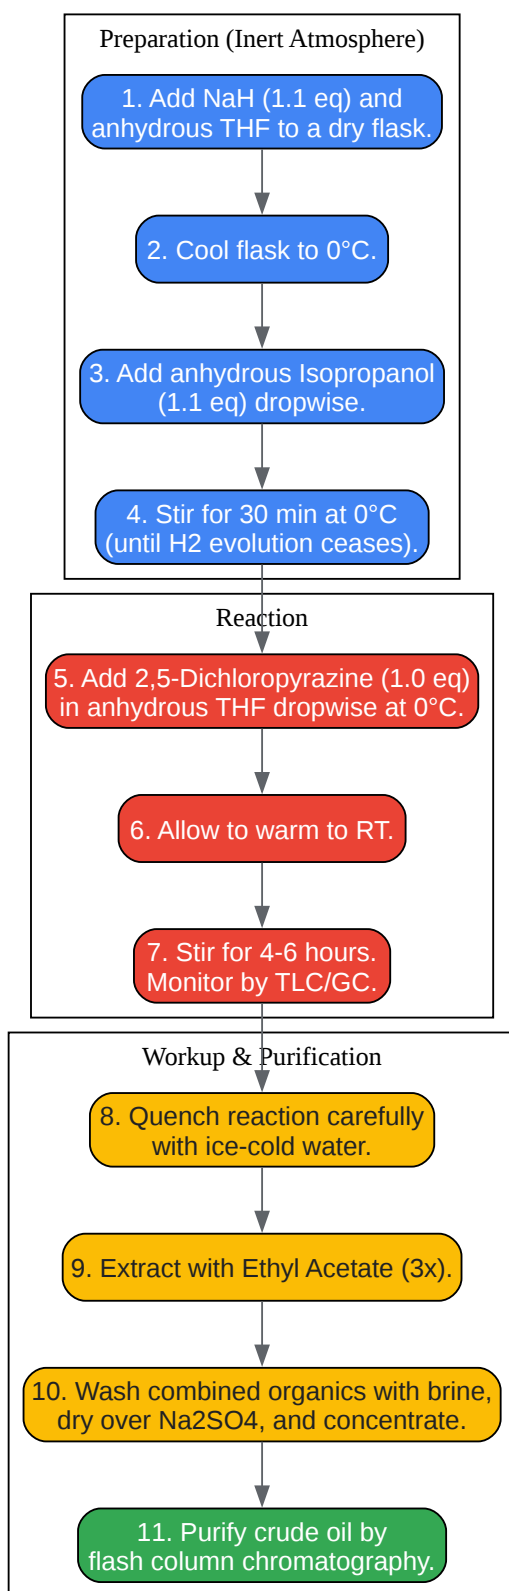 Preparation (Inert Atmosphere)
1. Add NaH (1.1 eq) and
anhydrous THF to a dry flask.
2. Cool flask to 0°C.
3. Add anhydrous Isopropanol
(1.1 eq) dropwise.
4. Stir for 30 min at 0°C
(until H2 evolution ceases).
Reaction
5. Add 2,5-Dichloropyrazine (1.0 eq)
in anhydrous THF dropwise at 0°C.
6. Allow to warm to RT.
7. Stir for 4-6 hours.
Monitor by TLC/GC.
Workup & Purification
8. Quench reaction carefully
with ice-cold water.
9. Extract with Ethyl Acetate (3x).
10. Wash combined organics with brine,
dry over Na2SO4, and concentrate.
11. Purify crude oil by
flash column chromatography.